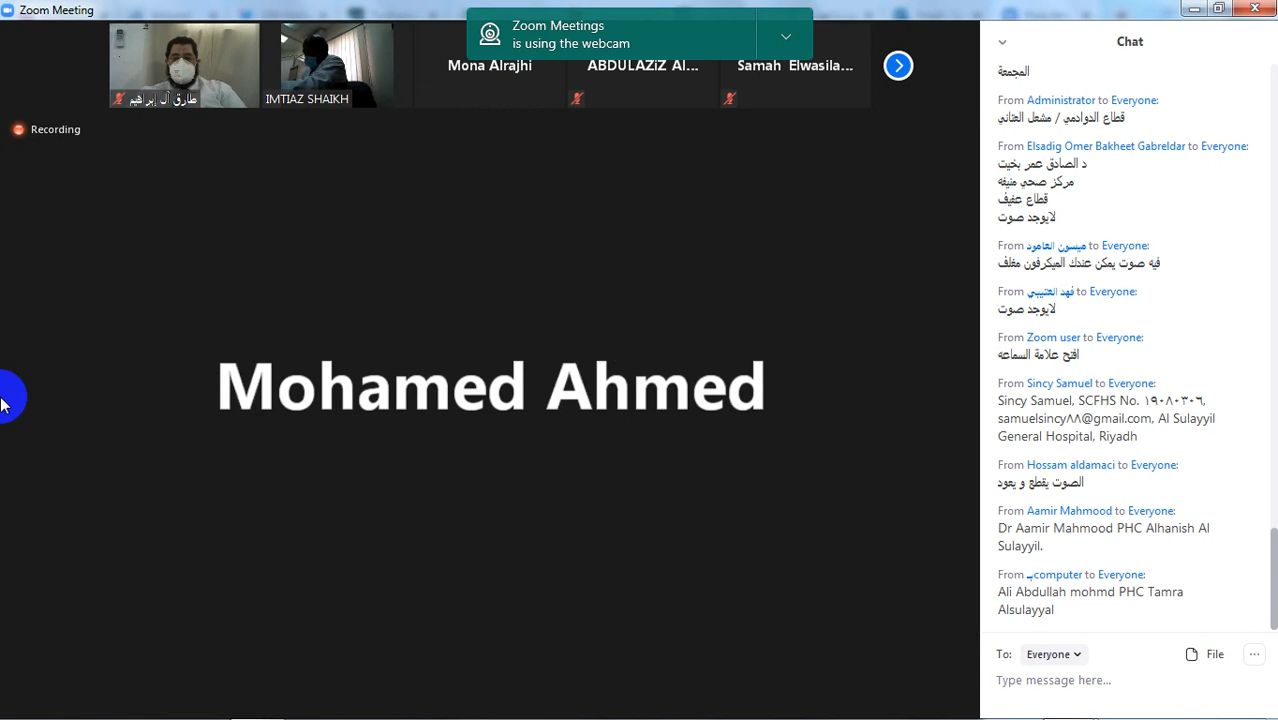 Zoom Meeting
Zoom Meetings
is using the webcam
طارق آل إبراهيم
IMTIAZ SHAIKH
Mona Alrajhi
ABDULAZiZ Al...
Samah Elwasila...
Recording
Mohamed Ahmed
Chat
المجمعة
From Administrator to Everyone:
قطاع الدوادمي / مشعل العتاني
From Elsadig Omer Bakheet Gabreldar to Everyone:
د الصادق عمر بخيت
مركز صحي منيفه
قطاع عفيف
لايوجد صوت
From ميسون العامود to Everyone:
فيه صوت يمكن عندك الميكرفون مغلف
From فهد العتيبي to Everyone:
لايوجد صوت
From Zoom user to Everyone:
افتح علامة السماعه
From Sincy Samuel to Everyone:
Sincy Samuel, SCFHS No. ١٩٠٨٠٣٠٦,
samuelsincy٨٨@gmail.com, Al Sulayyil
General Hospital, Riyadh
From Hossam aldamaci to Everyone:
الصوت يقطع و يعود
From Aamir Mahmood to Everyone:
Dr Aamir Mahmood PHC Alhanish Al
Sulayyil.
From بـcomputer to Everyone:
Ali Abdullah mohmd PHC Tamra
Alsulayyal
To: Everyone
File
Type message here...